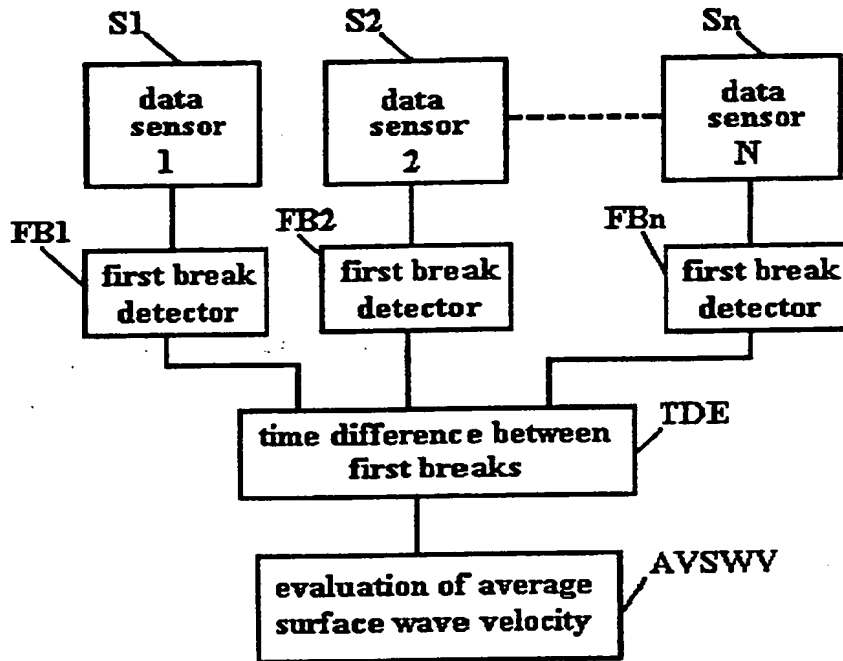 S1
S2
Sn
data
sensor
1
data
sensor
2
data
sensor
N
FB1
FB2
FBn
first break
detector
first break
detector
first break
detector
TDE
time difference between
first breaks
AVSWV
evaluation of average
surface wave velocity